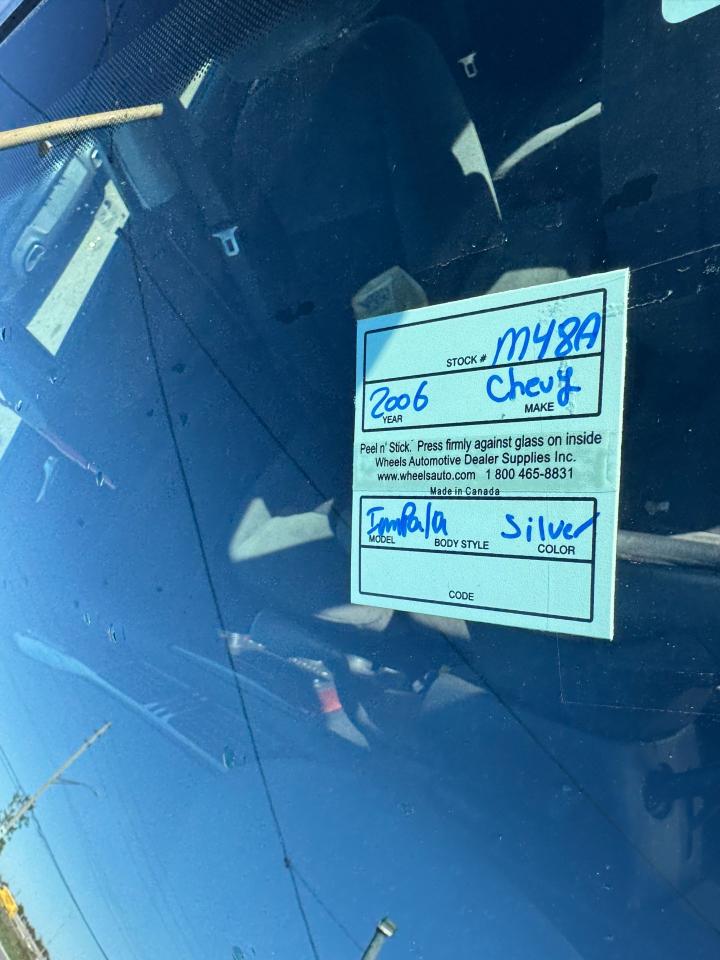 STOCK # M48A
2006 Chevy
YEAR MAKE
Peel n' Stick. Press firmly against glass on inside
Wheels Automotive Dealer Supplies Inc.
www.wheelsauto.com 1 800 465-8831
Made in Canada
Impala Silver
MODEL BODY STYLE COLOR
CODE